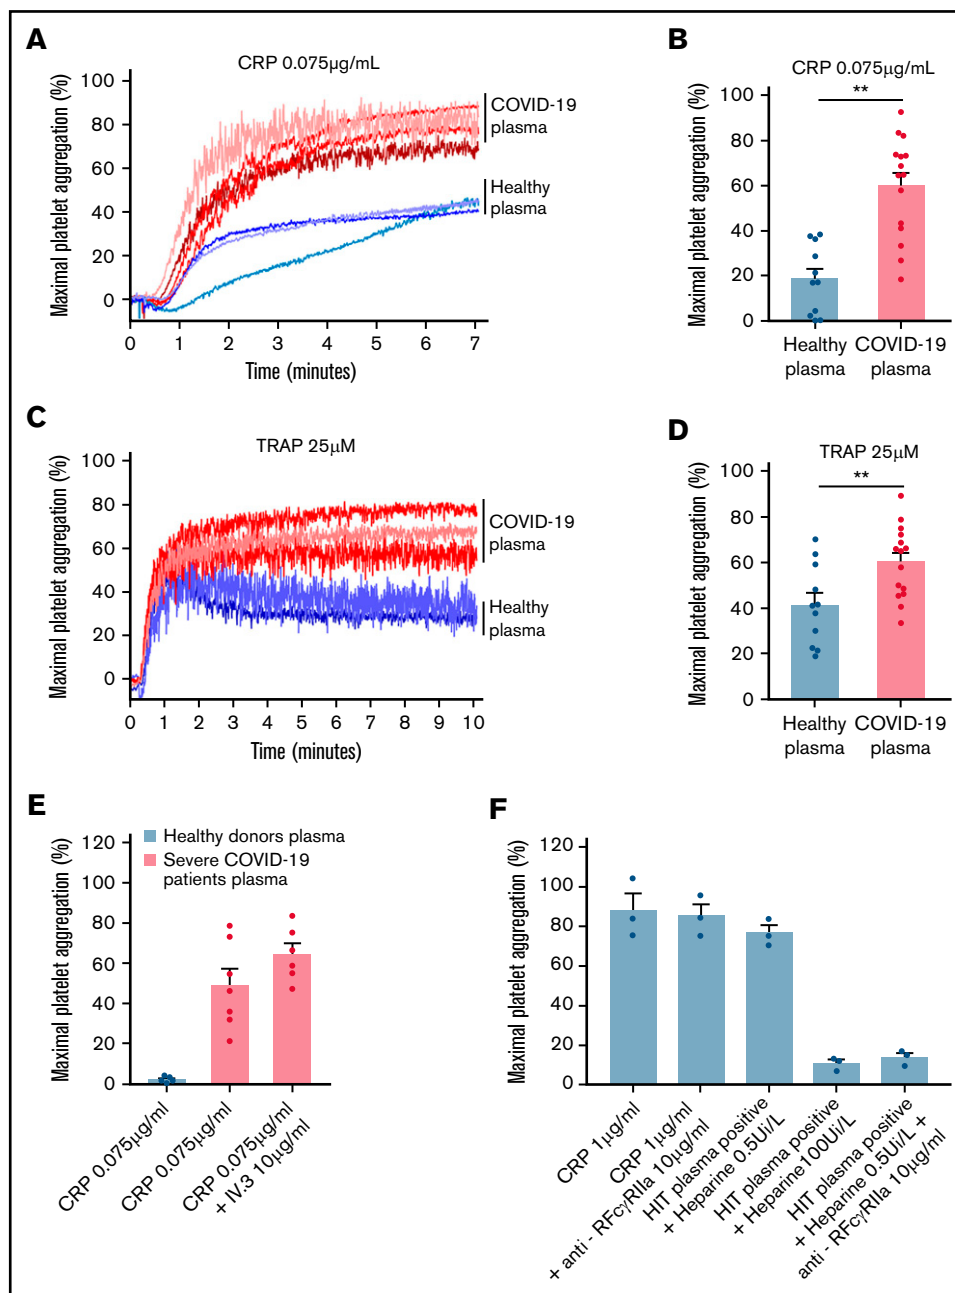 A
CRP 0.075µg/mL
Maximal platelet aggregation (%)
100
80
60
40
20
0
COVID-19
plasma
Healthy
plasma
0 1 2 3 4 5 6 7
Time (minutes)
B
CRP 0.075µg/mL
**
Maximal platelet aggregation (%)
100
80
60
40
20
0
Healthy
plasma
COVID-19
plasma
C
TRAP 25µM
Maximal platelet aggregation (%)
100
80
60
40
20
0
COVID-19
plasma
Healthy
plasma
0 1 2 3 4 5 6 7 8 9 10
Time (minutes)
D
TRAP 25µM
**
Maximal platelet aggregation (%)
100
80
60
40
20
0
Healthy
plasma
COVID-19
plasma
E
Healthy donors plasma
Severe COVID-19
patients plasma
Maximal platelet aggregation (%)
120
100
80
60
40
20
0
CRP 0.075µg/ml
CRP 0.075µg/ml
CRP 0.075µg/ml
+ IV.3 10µg/ml
F
Maximal platelet aggregation (%)
120
100
80
60
40
20
0
CRP 1µg/ml
CRP 1µg/ml
+ anti - RFcγRIIa 10µg/ml
HIT plasma positive
+ Heparine 0.5Ui/L
HIT plasma positive
+ Heparine 100Ui/L
HIT plasma positive
+ Heparine 0.5Ui/L +
anti - RFcγRIIa 10µg/ml